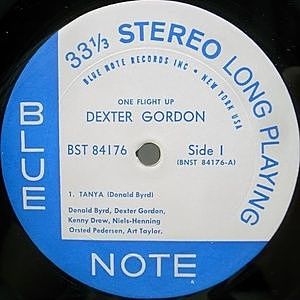 33 1/3 STEREO LONG PLAYING
BLUE NOTE RECORDS INC • NEW YORK USA
ONE FLIGHT UP
DEXTER GORDON
BST 84176 Side 1
(BNST 84176-A)
1. TANYA (Donald Byrd)
Donald Byrd, Dexter Gordon,
Kenny Drew, Niels-Henning
Orsted Pedersen, Art Taylor.
BLUE
NOTE